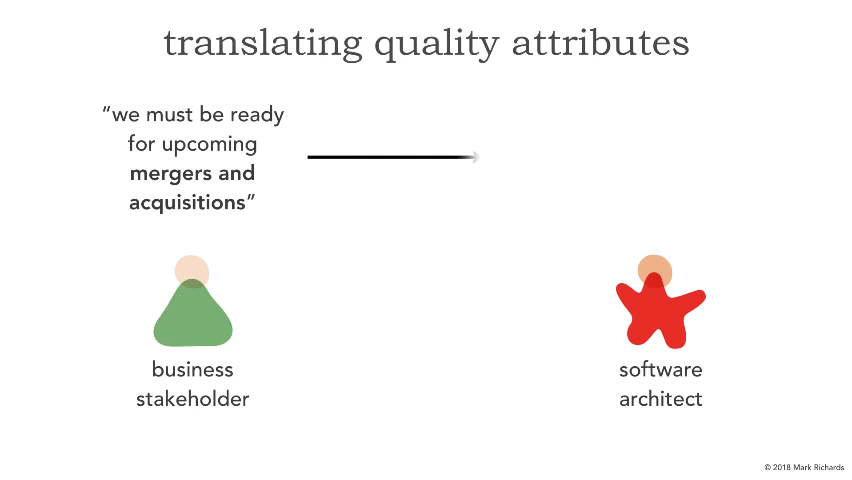 translating quality attributes
“we must be ready
for upcoming
mergers and
acquisitions”
business
stakeholder
software
architect
© 2018 Mark Richards